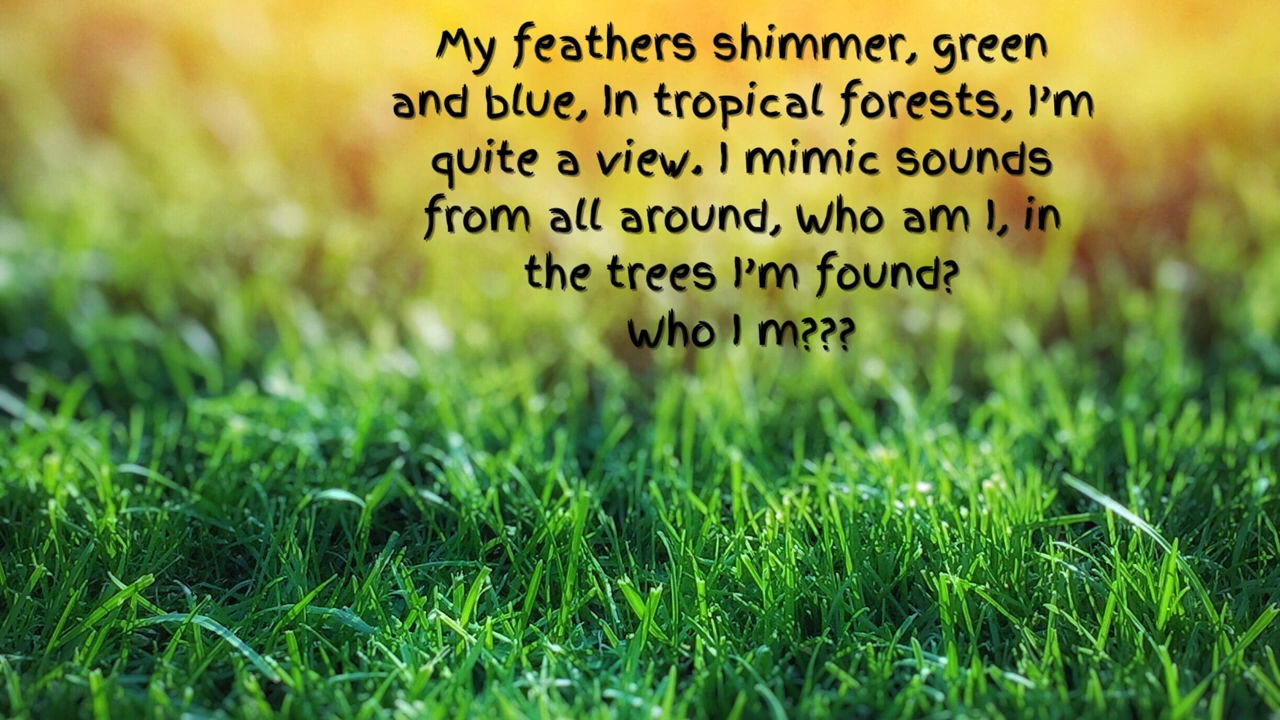 My feathers shimmer, green
and blue, In tropical forests, I'm
quite a view. I mimic sounds
from all around, Who am I, in
the trees I'm found?
Who I m???